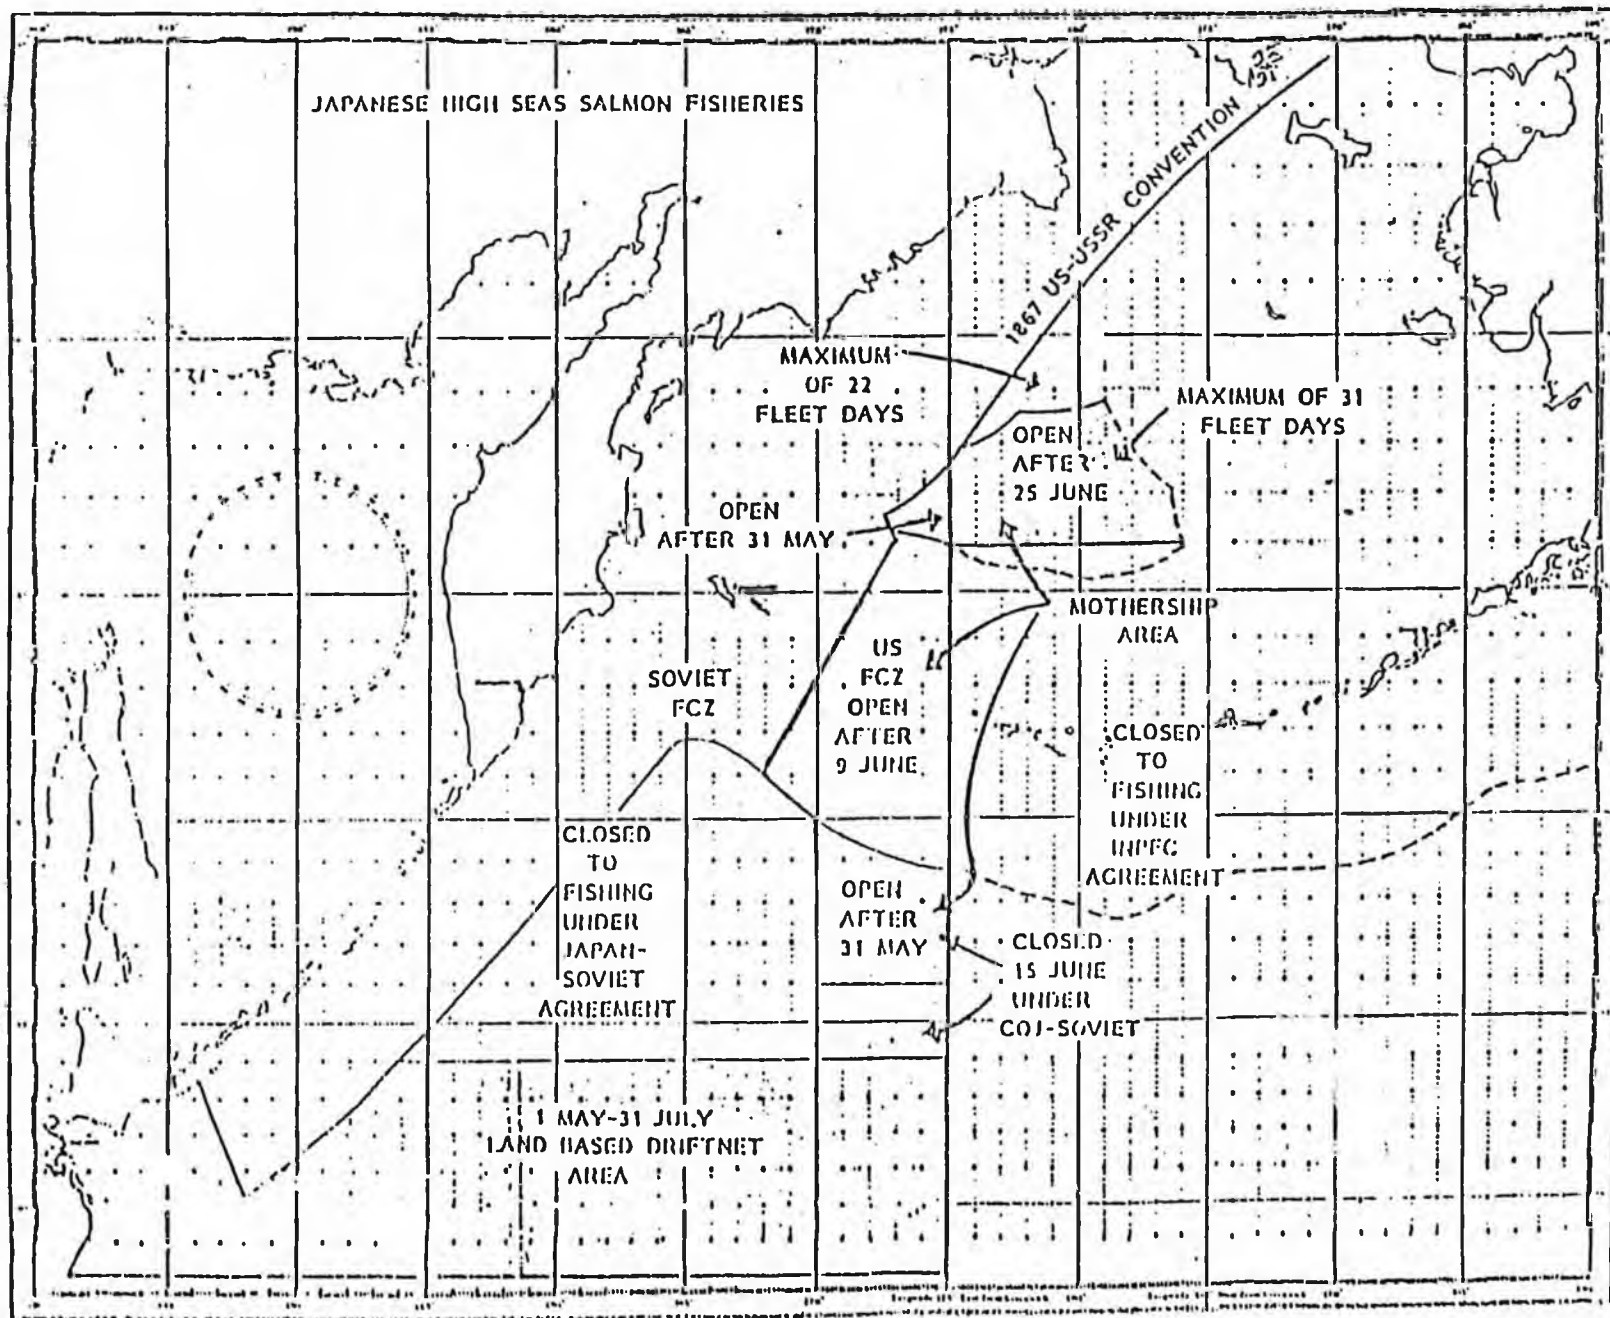 JAPANESE HIGH SEAS SALMON FISHERIES
1867 US-USSR CONVENTION
MAXIMUM
OF 22
FLEET DAYS
MAXIMUM OF 31
FLEET DAYS
OPEN
AFTER
25 JUNE
OPEN
AFTER 31 MAY
MOTHERSHIP
AREA
US
FCZ
OPEN
AFTER
9 JUNE
SOVIET
FCZ
CLOSED
TO
FISHING
UNDER
INPFC
AGREEMENT
CLOSED
TO
FISHING
UNDER
JAPAN-
SOVIET
AGREEMENT
OPEN
AFTER
31 MAY
CLOSED
15 JUNE
UNDER
GOJ-SOVIET
1 MAY-31 JULY
LAND BASED DRIFTNET
AREA